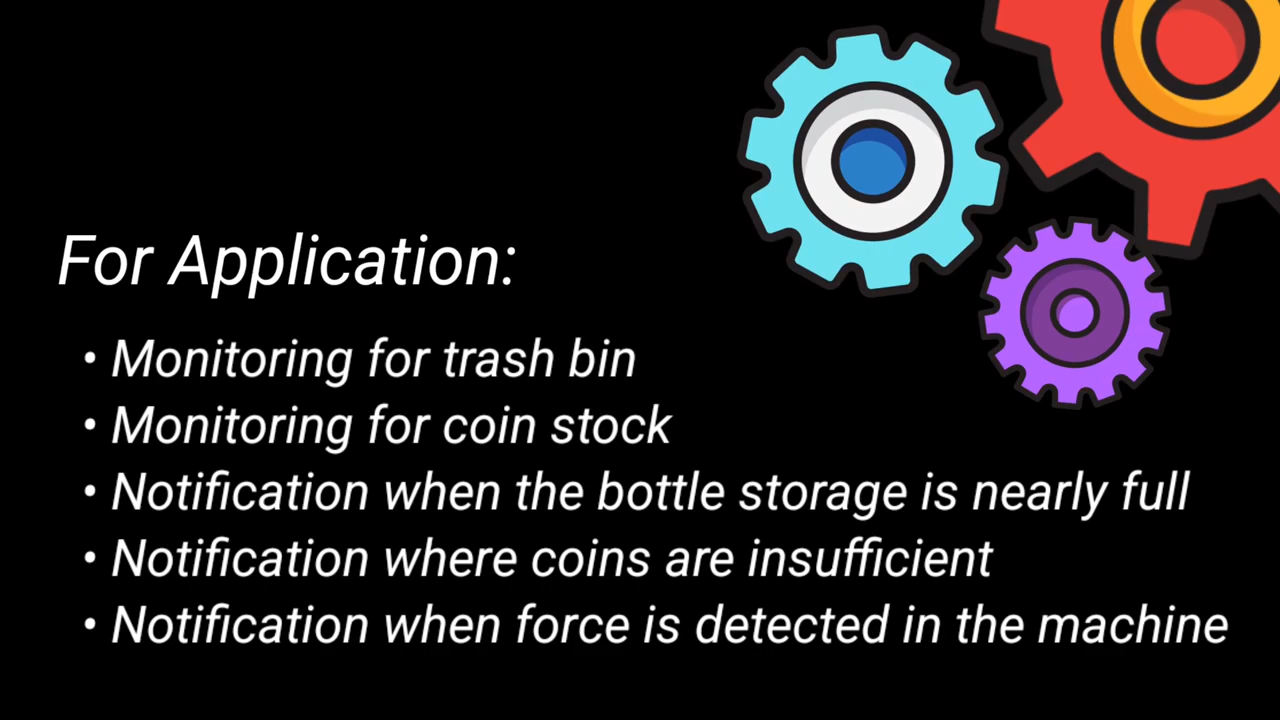 For Application:
• Monitoring for trash bin
• Monitoring for coin stock
• Notification when the bottle storage is nearly full
• Notification where coins are insufficient
• Notification when force is detected in the machine